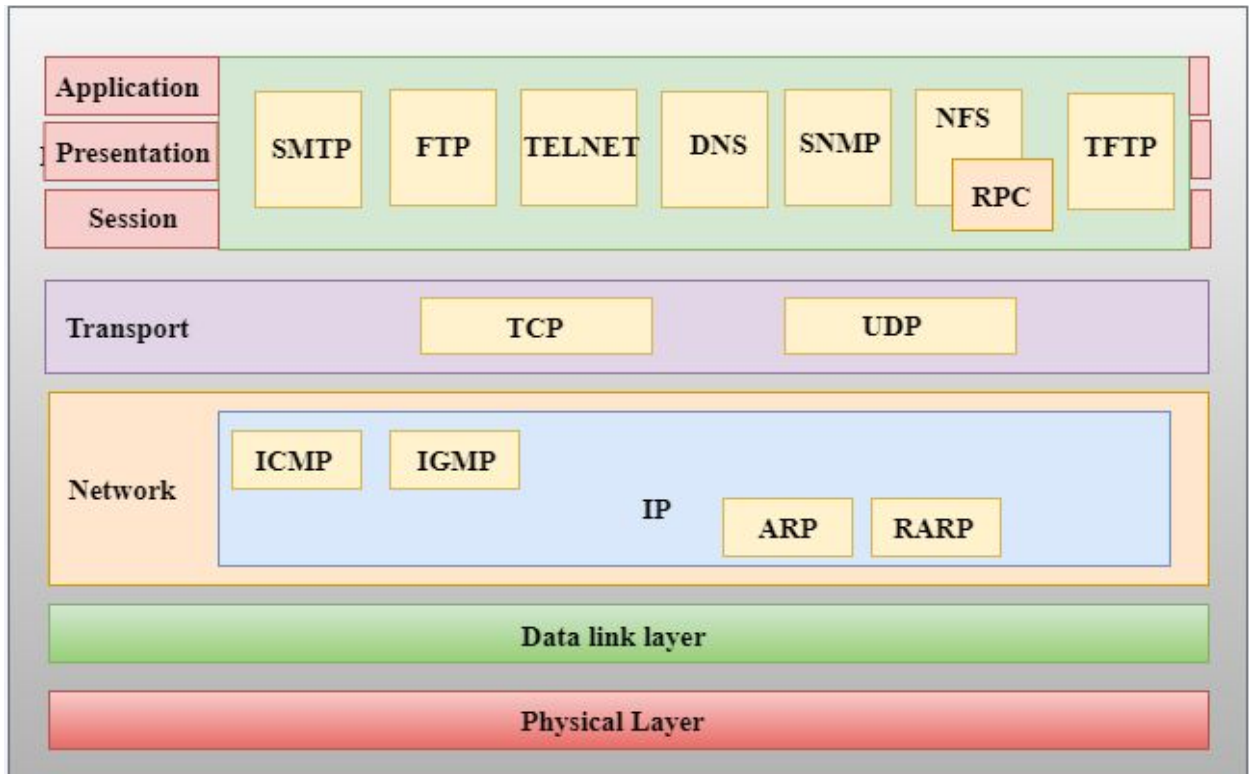 Application
Presentation
Session
SMTP
FTP
TELNET
DNS
SNMP
NFS
RPC
TFTP
Transport
TCP
UDP
Network
ICMP
IGMP
IP
ARP
RARP
Data link layer
Physical Layer